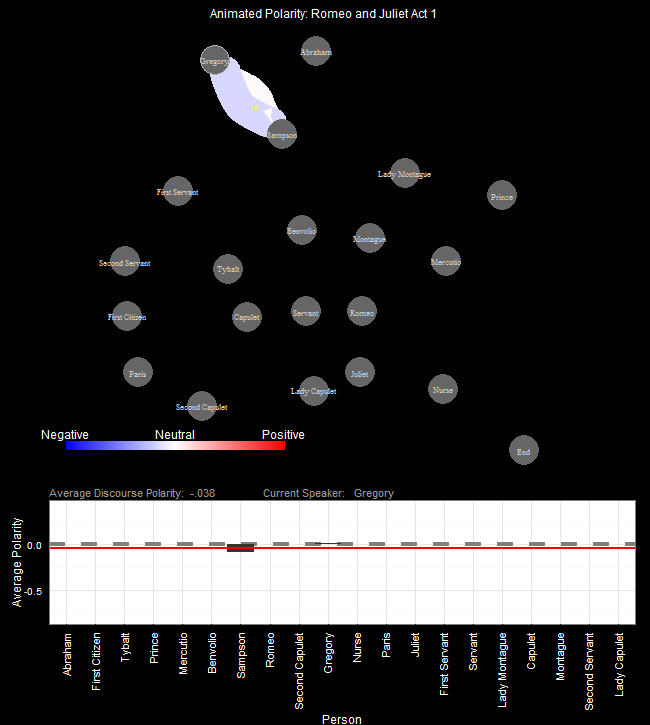 Animated Polarity: Romeo and Juliet Act 1
Abraham
Gregory
Sampson
Lady Montague
First Servant
Prince
Benvolio
Montague
Second Servant
Mercutio
Tybalt
First Citizen
Capulet
Servant
Romeo
Paris
Juliet
Lady Capulet
Nurse
Second Capulet
Negative Neutral Positive
End
Average Discourse Polarity: -.038 Current Speaker: Gregory
Average Polarity
0.0
-0.5
Abraham
First Citizen
Tybalt
Prince
Mercutio
Benvolio
Sampson
Romeo
Second Capulet
Gregory
Nurse
Paris
Juliet
First Servant
Servant
Lady Montague
Capulet
Montague
Second Servant
Lady Capulet
Person